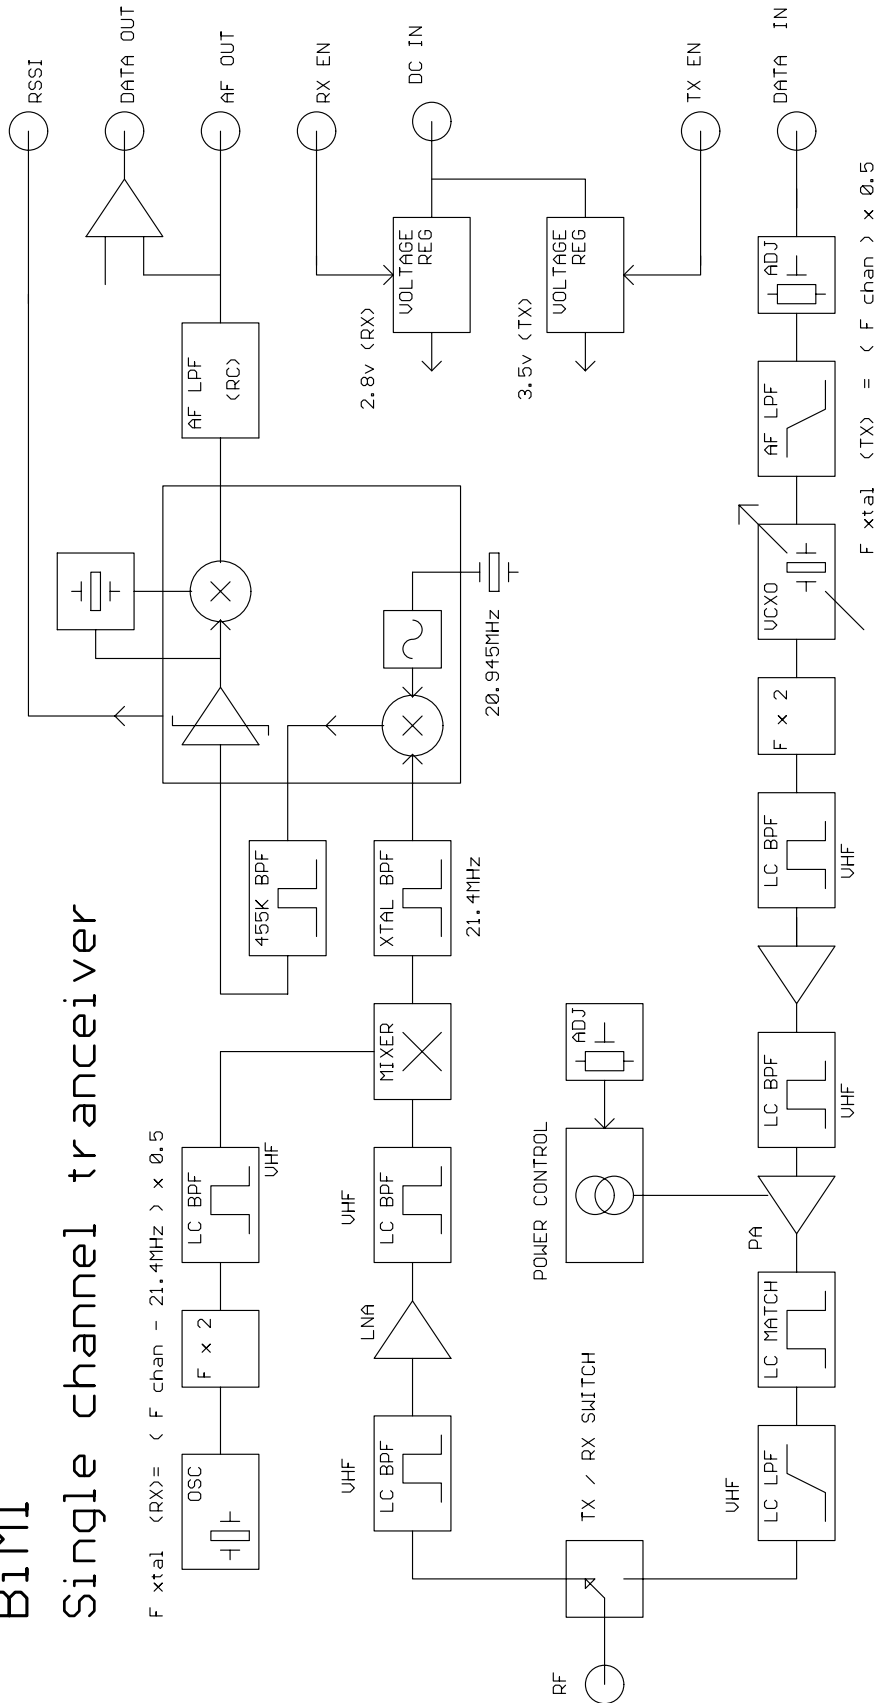 BiM1
Single channel tranceiver
F xtal (RX)= ( F chan - 21.4MHz ) x 0.5
OSC
F x 2
LC BPF
VHF
455K BPF
AF LPF
(RC)
RSSI
DATA OUT
AF OUT
RX EN
DC IN
TX EN
DATA IN
VHF
LC BPF
LNA
VHF
LC BPF
MIXER
XTAL BPF
21.4MHz
20.945MHz
2.8v (RX)
VOLTAGE
REG
3.5v (TX)
VOLTAGE
REG
RF
TX / RX SWITCH
POWER CONTROL
ADJ
VHF
LC LPF
LC MATCH
PA
LC BPF
VHF
LC BPF
VHF
F x 2
VCXO
AF LPF
ADJ
F xtal (TX) = ( F chan ) x 0.5